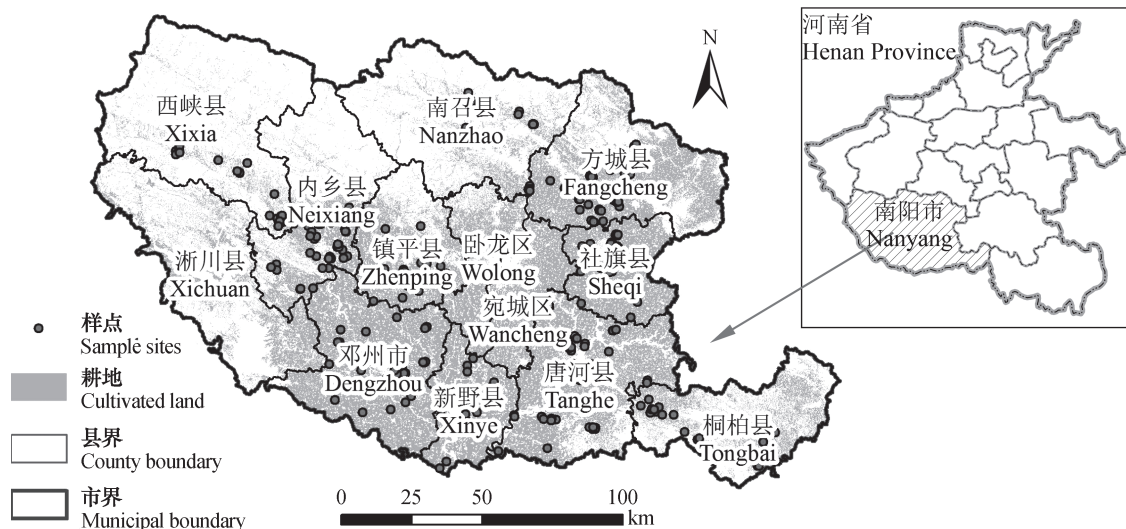 河南省
Henan Province
南阳市
Nanyang
N
西峡县
Xixia
南召县
Nanzhao
方城县
Fangcheng
内乡县
Neixiang
镇平县
Zhenping
卧龙区
Wolong
社旗县
Sheqi
淅川县
Xichuan
宛城区
Wancheng
邓州市
Dengzhou
新野县
Xinye
唐河县
Tanghe
桐柏县
Tongbai
样点
Sample sites
耕地
Cultivated land
县界
County boundary
市界
Municipal boundary
0 25 50 100
km